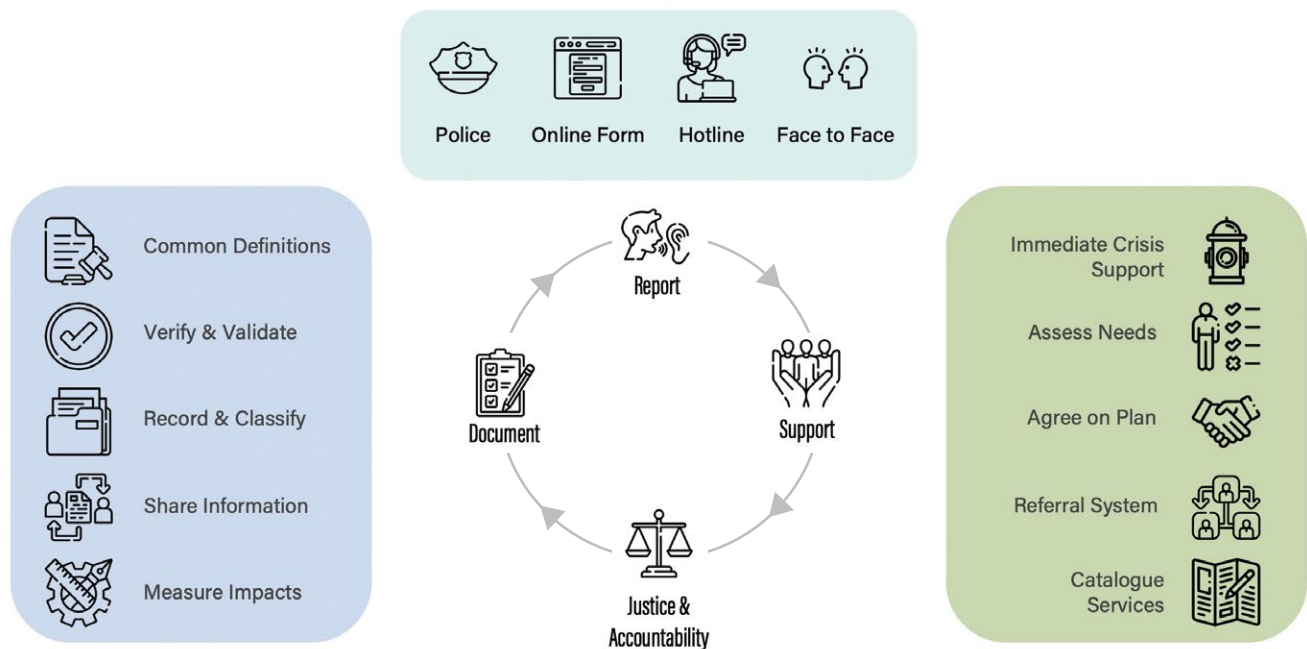 Police
Online Form
Hotline
Face to Face
Common Definitions
Verify & Validate
Record & Classify
Share Information
Measure Impacts
Report
Document
Support
Justice &
Accountability
Immediate Crisis
Support
Assess Needs
Agree on Plan
Referral System
Catalogue
Services